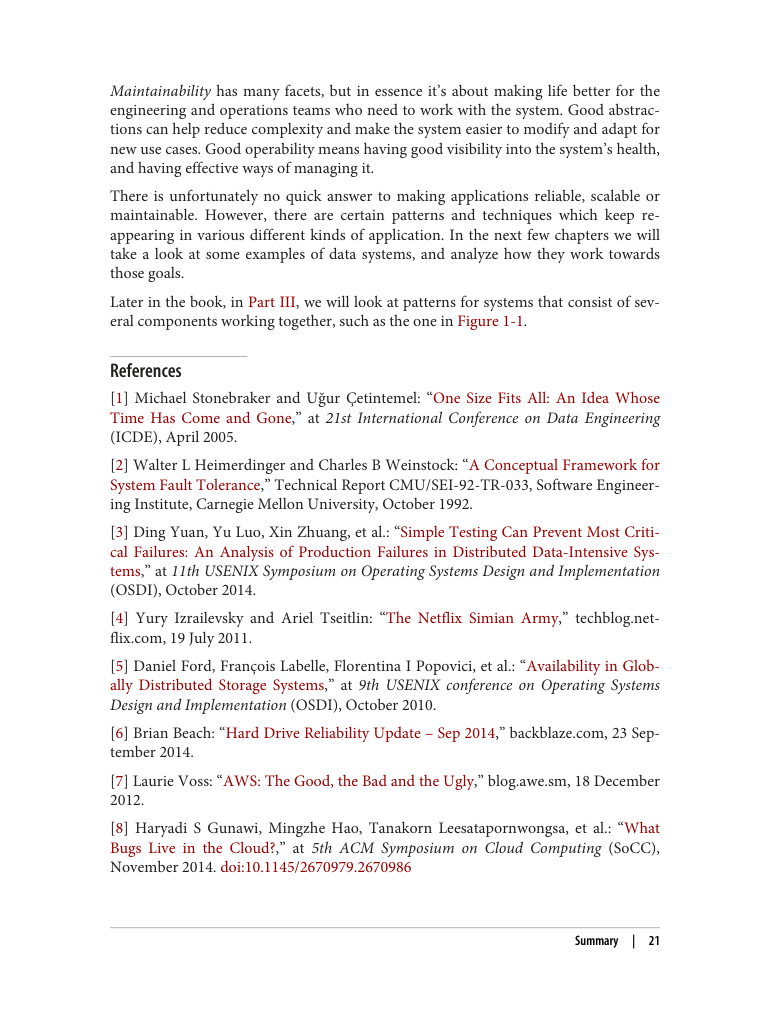 Maintainability has many facets, but in essence it’s about making life better for the
engineering and operations teams who need to work with the system. Good abstrac-
tions can help reduce complexity and make the system easier to modify and adapt for
new use cases. Good operability means having good visibility into the system’s health,
and having effective ways of managing it.
There is unfortunately no quick answer to making applications reliable, scalable or
maintainable. However, there are certain patterns and techniques which keep re-
appearing in various different kinds of application. In the next few chapters we will
take a look at some examples of data systems, and analyze how they work towards
those goals.
Later in the book, in Part III, we will look at patterns for systems that consist of sev-
eral components working together, such as the one in Figure 1-1.
References
[1] Michael Stonebraker and Uğur Çetintemel: “One Size Fits All: An Idea Whose
Time Has Come and Gone,” at 21st International Conference on Data Engineering
(ICDE), April 2005.
[2] Walter L Heimerdinger and Charles B Weinstock: “A Conceptual Framework for
System Fault Tolerance,” Technical Report CMU/SEI-92-TR-033, Software Engineer-
ing Institute, Carnegie Mellon University, October 1992.
[3] Ding Yuan, Yu Luo, Xin Zhuang, et al.: “Simple Testing Can Prevent Most Criti-
cal Failures: An Analysis of Production Failures in Distributed Data-Intensive Sys-
tems,” at 11th USENIX Symposium on Operating Systems Design and Implementation
(OSDI), October 2014.
[4] Yury Izrailevsky and Ariel Tseitlin: “The Netflix Simian Army,” techblog.net-
flix.com, 19 July 2011.
[5] Daniel Ford, François Labelle, Florentina I Popovici, et al.: “Availability in Glob-
ally Distributed Storage Systems,” at 9th USENIX conference on Operating Systems
Design and Implementation (OSDI), October 2010.
[6] Brian Beach: “Hard Drive Reliability Update – Sep 2014,” backblaze.com, 23 Sep-
tember 2014.
[7] Laurie Voss: “AWS: The Good, the Bad and the Ugly,” blog.awe.sm, 18 December
2012.
[8] Haryadi S Gunawi, Mingzhe Hao, Tanakorn Leesatapornwongsa, et al.: “What
Bugs Live in the Cloud?,” at 5th ACM Symposium on Cloud Computing (SoCC),
November 2014. doi:10.1145/2670979.2670986
Summary | 21